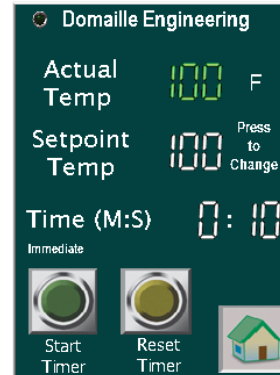 Domaille Engineering
Actual
Temp
100 F
Setpoint
Temp
100
Press
to
Change
Time (M:S) 0: 10
Immediate
Start
Timer
Reset
Timer